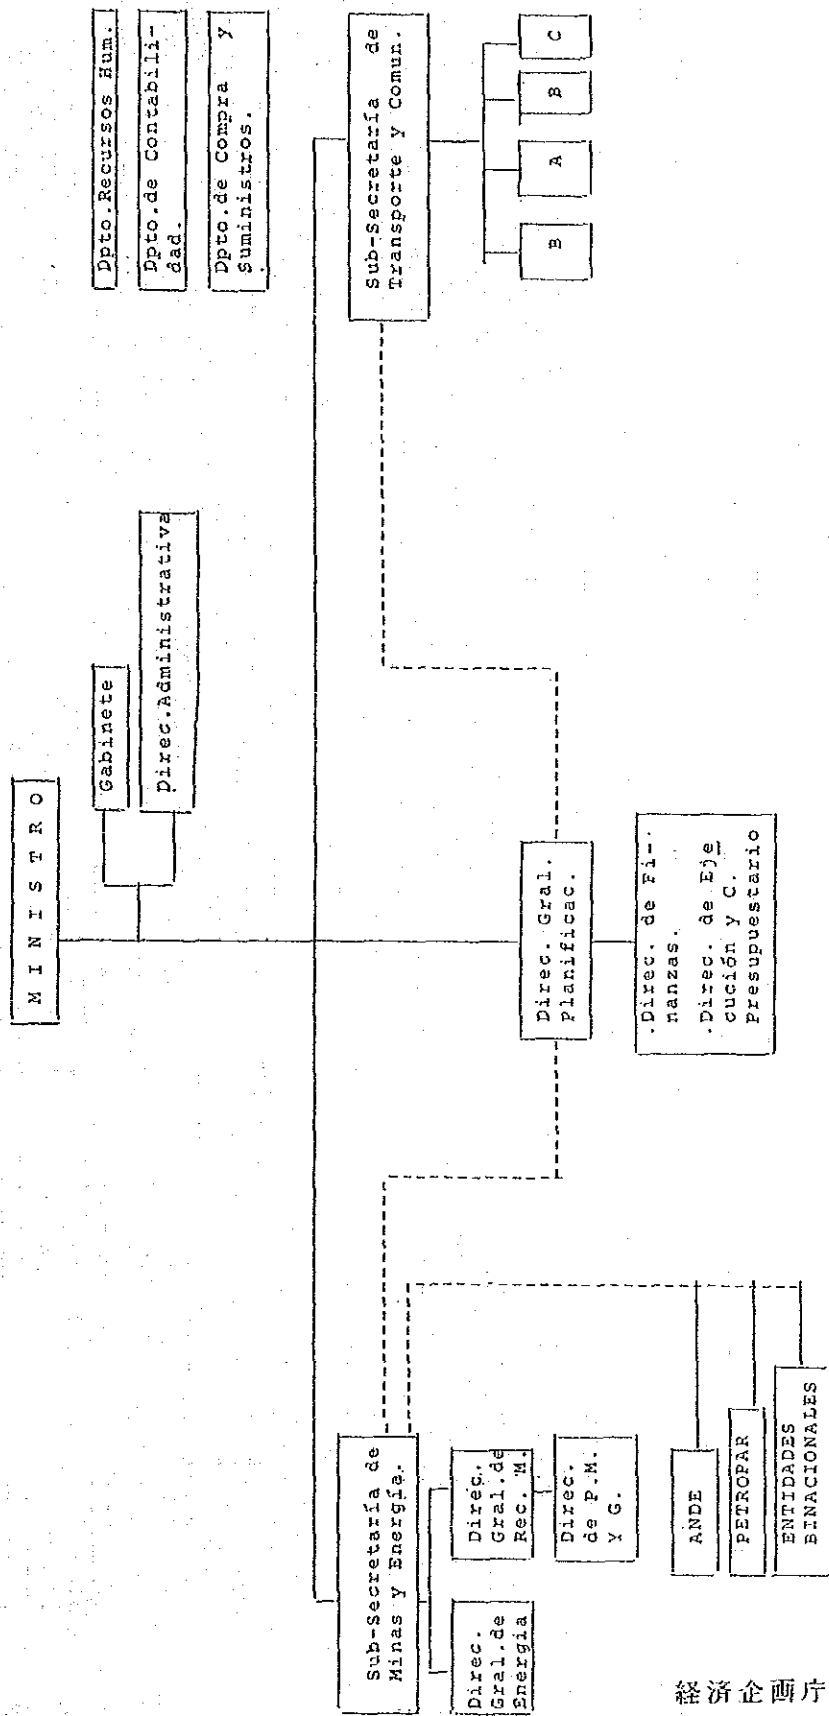 M I N I S T R O
Gabinete
Direc.Administrativa
Dpto.Recursos Hum.
Dpto.de Contabili-
dad.
Dpto.de Compra y
Suministros.
Sub-Secretaría de
Minas y Energía.
Sub-Secretaría de
Transporte y Comun.
Direc.
Gral.de
Energía
Direc.
Gral.de
Rec. M.
Direc.
de P.M.
Y G.
Direc. Gral.
Planificac.
.Direc. de Fi-
nanzas.
.Direc. de Eje
cución y C.
Presupuestario
B
A
B
C
ANDE
PETROPAR
ENTIDADES
BINACIONALES
経済企画庁